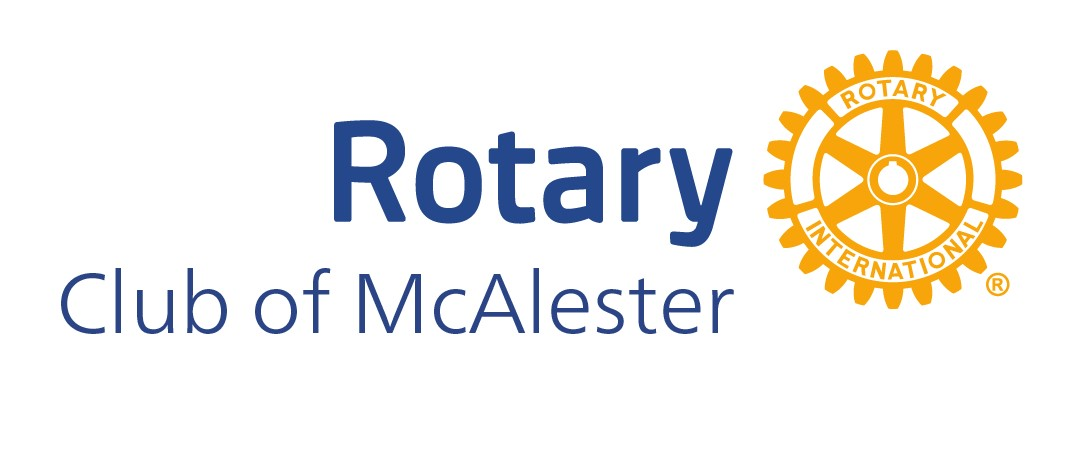 Rotary
Club of McAlester
ROTARY
INTERNATIONAL
®